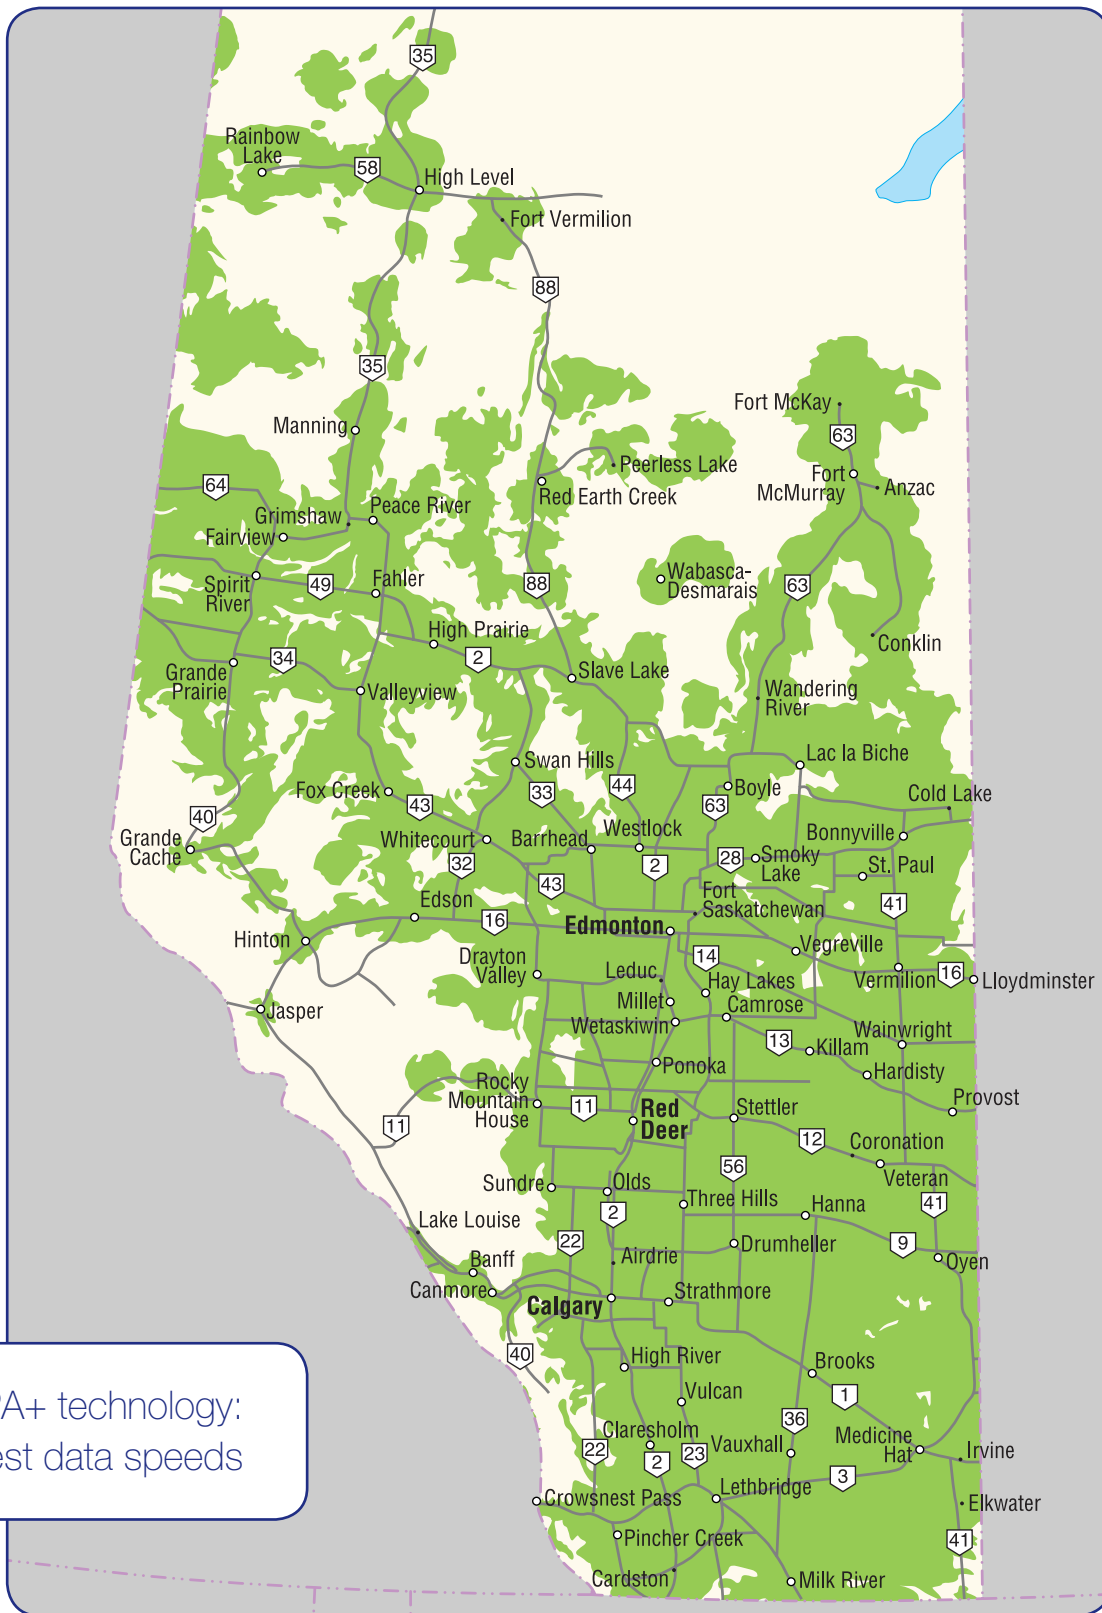 35
Rainbow
Lake
58
High Level
Fort Vermilion
88
35
Fort McKay
Manning
63
Peerless Lake
64
Fort
McMurray
Anzac
Red Earth Creek
Grimshaw
Peace River
Fairview
Wabasca-
Desmarais
Spirit
River
49
Fahler
88
63
High Prairie
Conklin
34
2
Grande
Prairie
Slave Lake
Valleyview
Wandering
River
Swan Hills
Lac la Biche
Fox Creek
43
33
44
Boyle
63
Cold Lake
40
Grande
Cache
Whitecourt
Barrhead
Westlock
Bonnyville
32
2
28
Smoky
Lake
St. Paul
43
Edson
Fort
Saskatchewan
41
16
Edmonton
Hinton
Vegreville
Drayton
Valley
14
Leduc
Hay Lakes
Vermilion
16
Lloydminster
Millet
Camrose
Jasper
Wetaskiwin
Wainwright
13
Killam
Ponoka
Hardisty
Rocky
Mountain
House
11
Red
Deer
Stettler
Provost
11
12
Coronation
56
Veteran
Sundre
Olds
Three Hills
Hanna
41
2
Lake Louise
22
Drumheller
9
Airdrie
Oyen
Banff
Canmore
Calgary
Strathmore
40
High River
Brooks
Vulcan
1
36
PA+ technology:
est data speeds
Claresholm
Medicine
Hat
22
2
23
Vauxhall
Irvine
3
Crowsnest Pass
Lethbridge
Elkwater
Pincher Creek
41
Cardston
Milk River